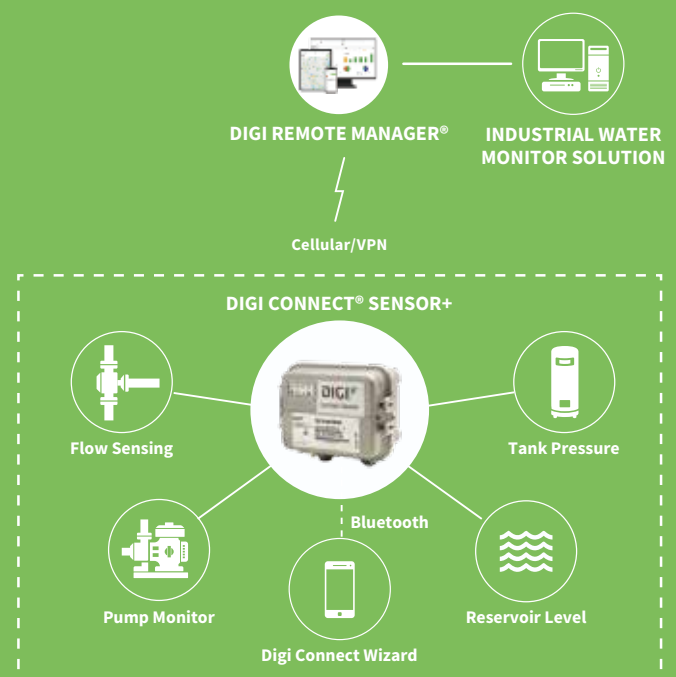 DIGI REMOTE MANAGER®
INDUSTRIAL WATER
MONITOR SOLUTION
Cellular/VPN
DIGI CONNECT® SENSOR+
DIGI
Flow Sensing
Tank Pressure
Bluetooth
Pump Monitor
Reservoir Level
Digi Connect Wizard